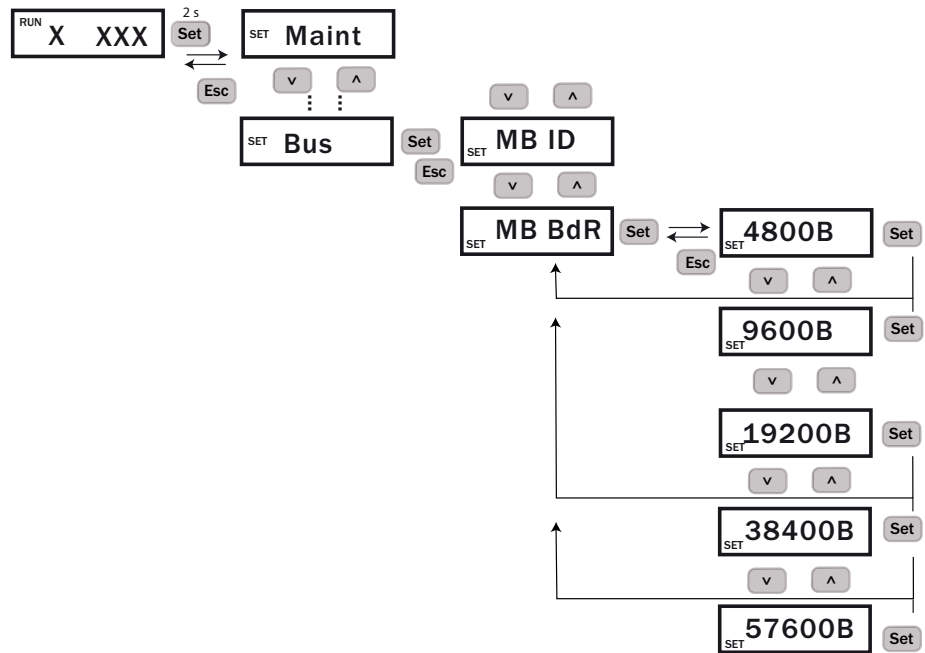 RUN X XXX
2 s
Set
SET Maint
Esc
v ʌ
v ʌ
SET Bus
Set
SET MB ID
Esc
v ʌ
SET MB BdR
Set
SET 4800B
Set
Esc
v ʌ
SET 9600B
Set
v ʌ
SET 19200B
Set
v ʌ
SET 38400B
Set
v ʌ
SET 57600B
Set